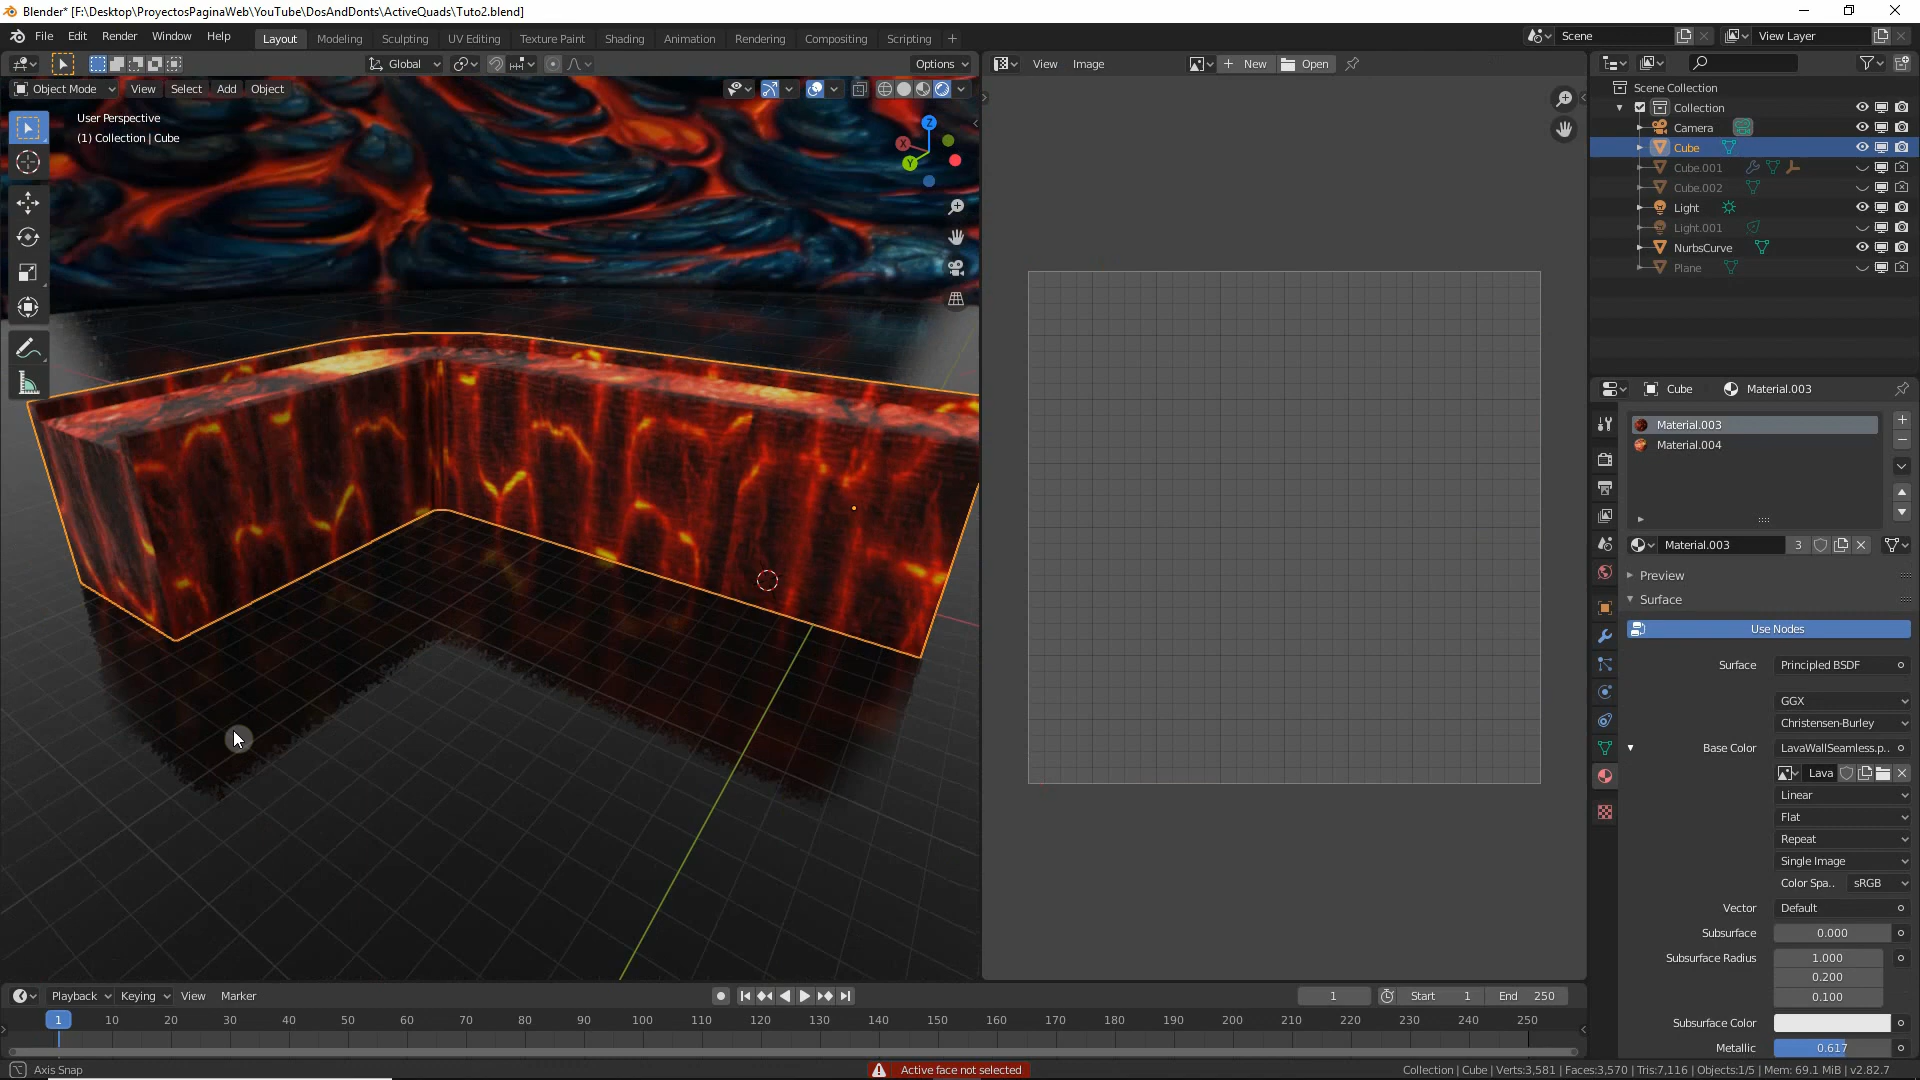 Blender* [F:\Desktop\ProyectosPaginaWeb\YouTube\DosAndDonts\ActiveQuads\Tuto2.blend]
File Edit Render Window Help Layout Modeling Sculpting UV Editing Texture Paint Shading Animation Rendering Compositing Scripting + Scene View Layer
Global Options View Image New Open
Object Mode View Select Add Object
User Perspective
(1) Collection | Cube
Z
X
Y
Scene Collection
Collection
Camera
Cube
Cube.001
Cube.002
Light
Light.001
NurbsCurve
Plane
Cube Material.003
Material.003
Material.004
Material.003 3
Preview
Surface
Use Nodes
Surface Principled BSDF
GGX
Christensen-Burley
Base Color LavaWallSeamless.p..
Lava
Linear
Flat
Repeat
Single Image
Color Spa.. sRGB
Vector Default
Subsurface 0.000
Subsurface Radius 1.000
0.200
0.100
Subsurface Color
Metallic 0.617
Playback Keying View Marker 1 Start 1 End 250
1 10 20 30 40 50 60 70 80 90 100 110 120 130 140 150 160 170 180 190 200 210 220 230 240 250
Axis Snap Active face not selected Collection | Cube | Verts:3,581 | Faces:3,570 | Tris:7,116 | Objects:1/5 | Mem: 69.1 MiB | v2.82.7